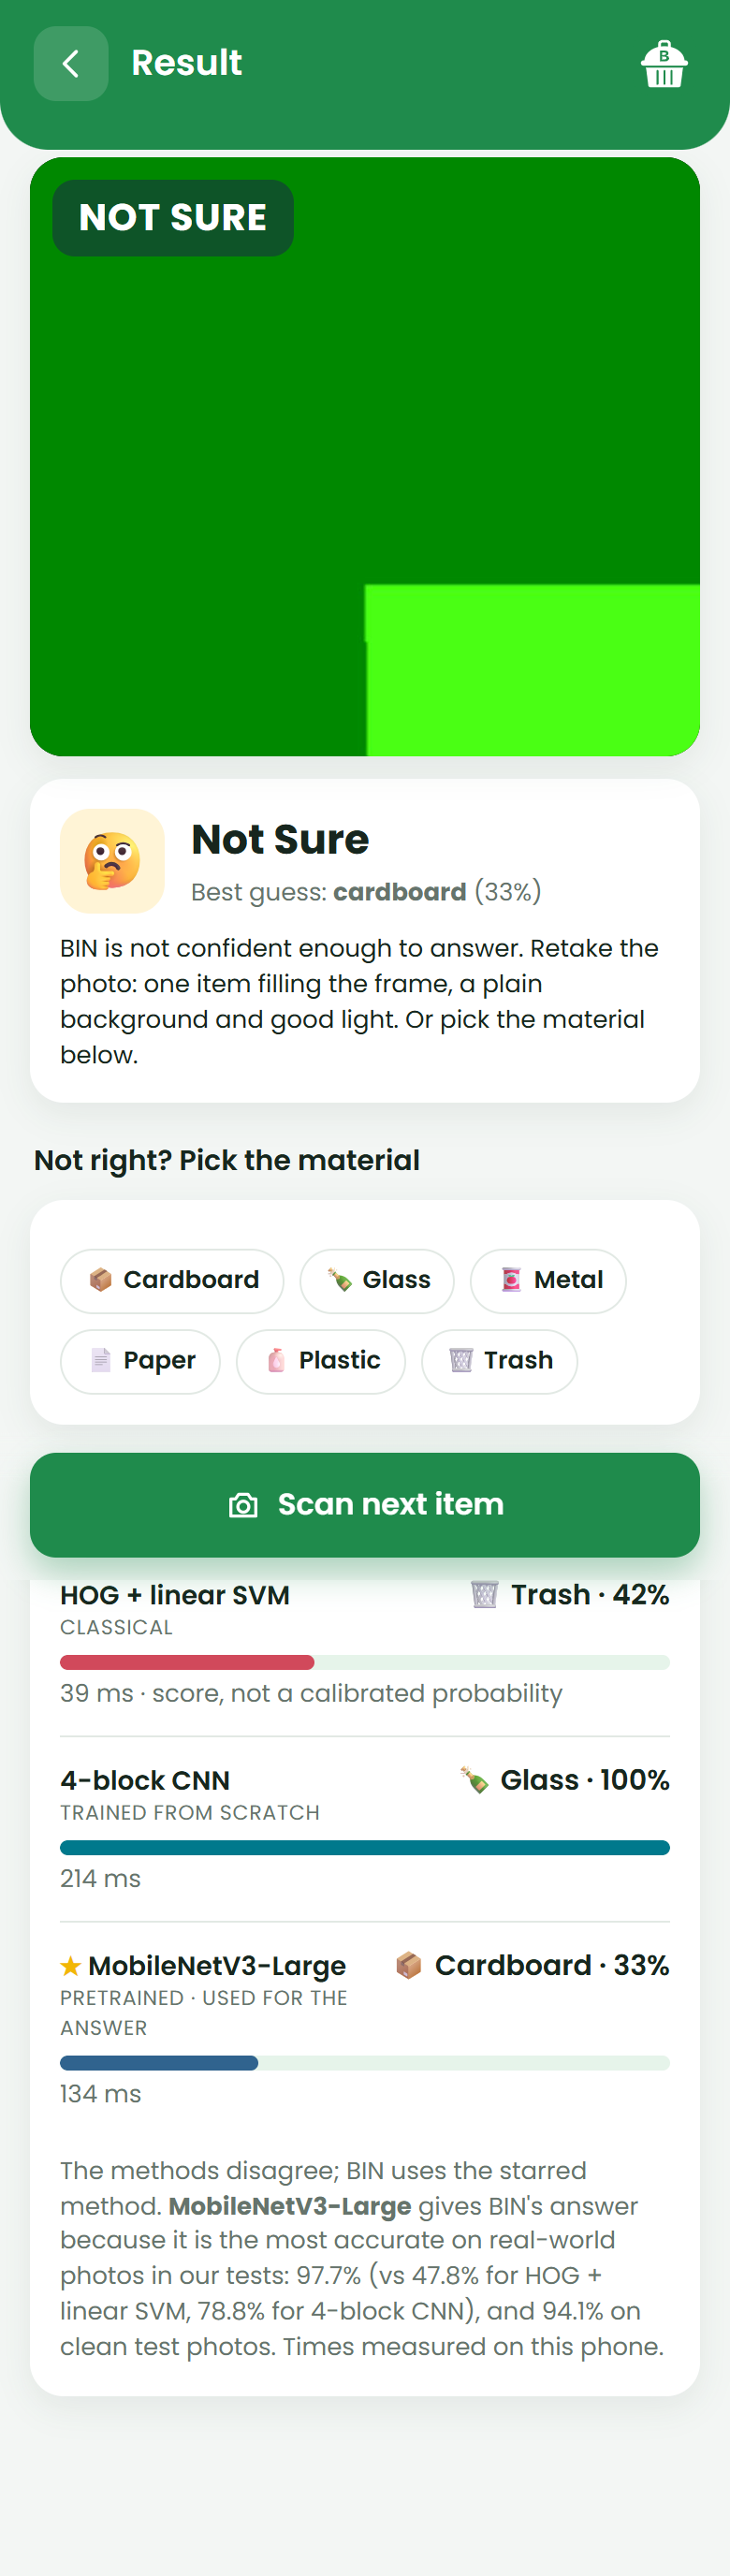 Result
B
NOT SURE
Not Sure
Best guess: cardboard (33%)
BIN is not confident enough to answer. Retake the
photo: one item filling the frame, a plain
background and good light. Or pick the material
below.
Not right? Pick the material
Cardboard
Glass
Metal
Paper
Plastic
Trash
Scan next item
HOG + linear SVM
Trash · 42%
CLASSICAL
39 ms · score, not a calibrated probability
4-block CNN
Glass · 100%
TRAINED FROM SCRATCH
214 ms
MobileNetV3-Large
Cardboard · 33%
PRETRAINED · USED FOR THE
ANSWER
134 ms
The methods disagree; BIN uses the starred
method. MobileNetV3-Large gives BIN's answer
because it is the most accurate on real-world
photos in our tests: 97.7% (vs 47.8% for HOG +
linear SVM, 78.8% for 4-block CNN), and 94.1% on
clean test photos. Times measured on this phone.